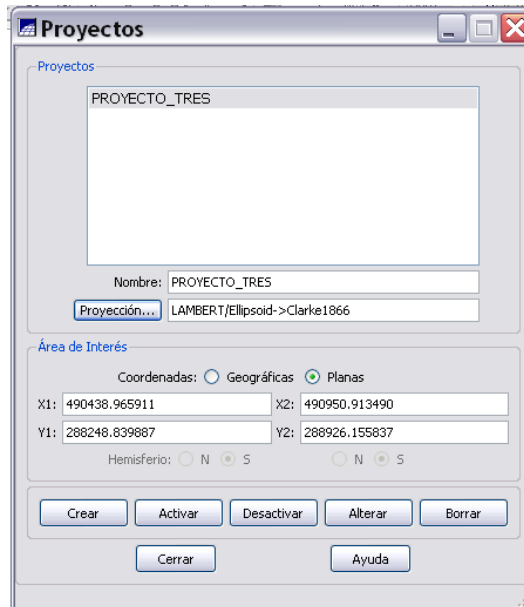 Proyectos
Proyectos
PROYECTO_TRES
Nombre: PROYECTO_TRES
Proyección... LAMBERT/Ellipsoid->Clarke1866
Área de Interés
Coordenadas: Geográficas Planas
X1: 490438.965911 X2: 490950.913490
Y1: 288248.839887 Y2: 288926.155837
Hemisferio: N S N S
Crear Activar Desactivar Alterar Borrar
Cerrar Ayuda